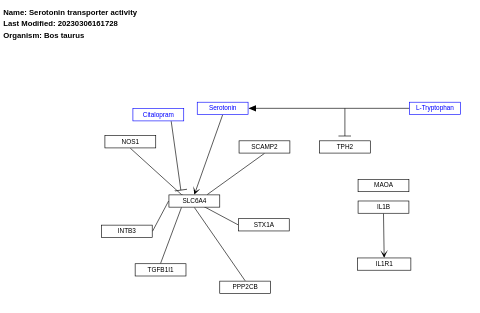 Name: Serotonin transporter activity
Last Modified: 20230306161728
Organism: Bos taurus
Serotonin
L-Tryptophan
Citalopram
NOS1
SCAMP2
TPH2
MAOA
SLC6A4
IL1B
STX1A
INTB3
TGFB1I1
IL1R1
PPP2CB